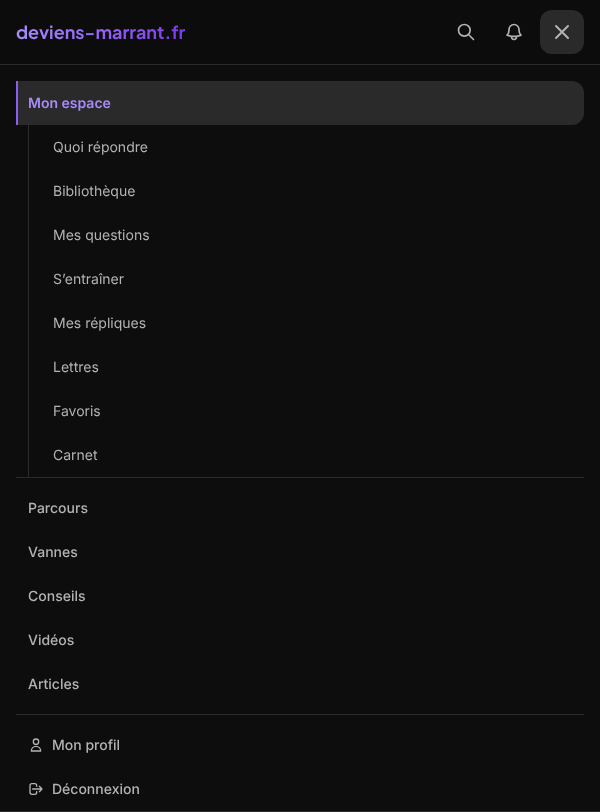 deviens-marrant.fr
Mon espace
Quoi répondre
Bibliothèque
Mes questions
S’entraîner
Mes répliques
Lettres
Favoris
Carnet
Parcours
Vannes
Conseils
Vidéos
Articles
Mon profil
Déconnexion